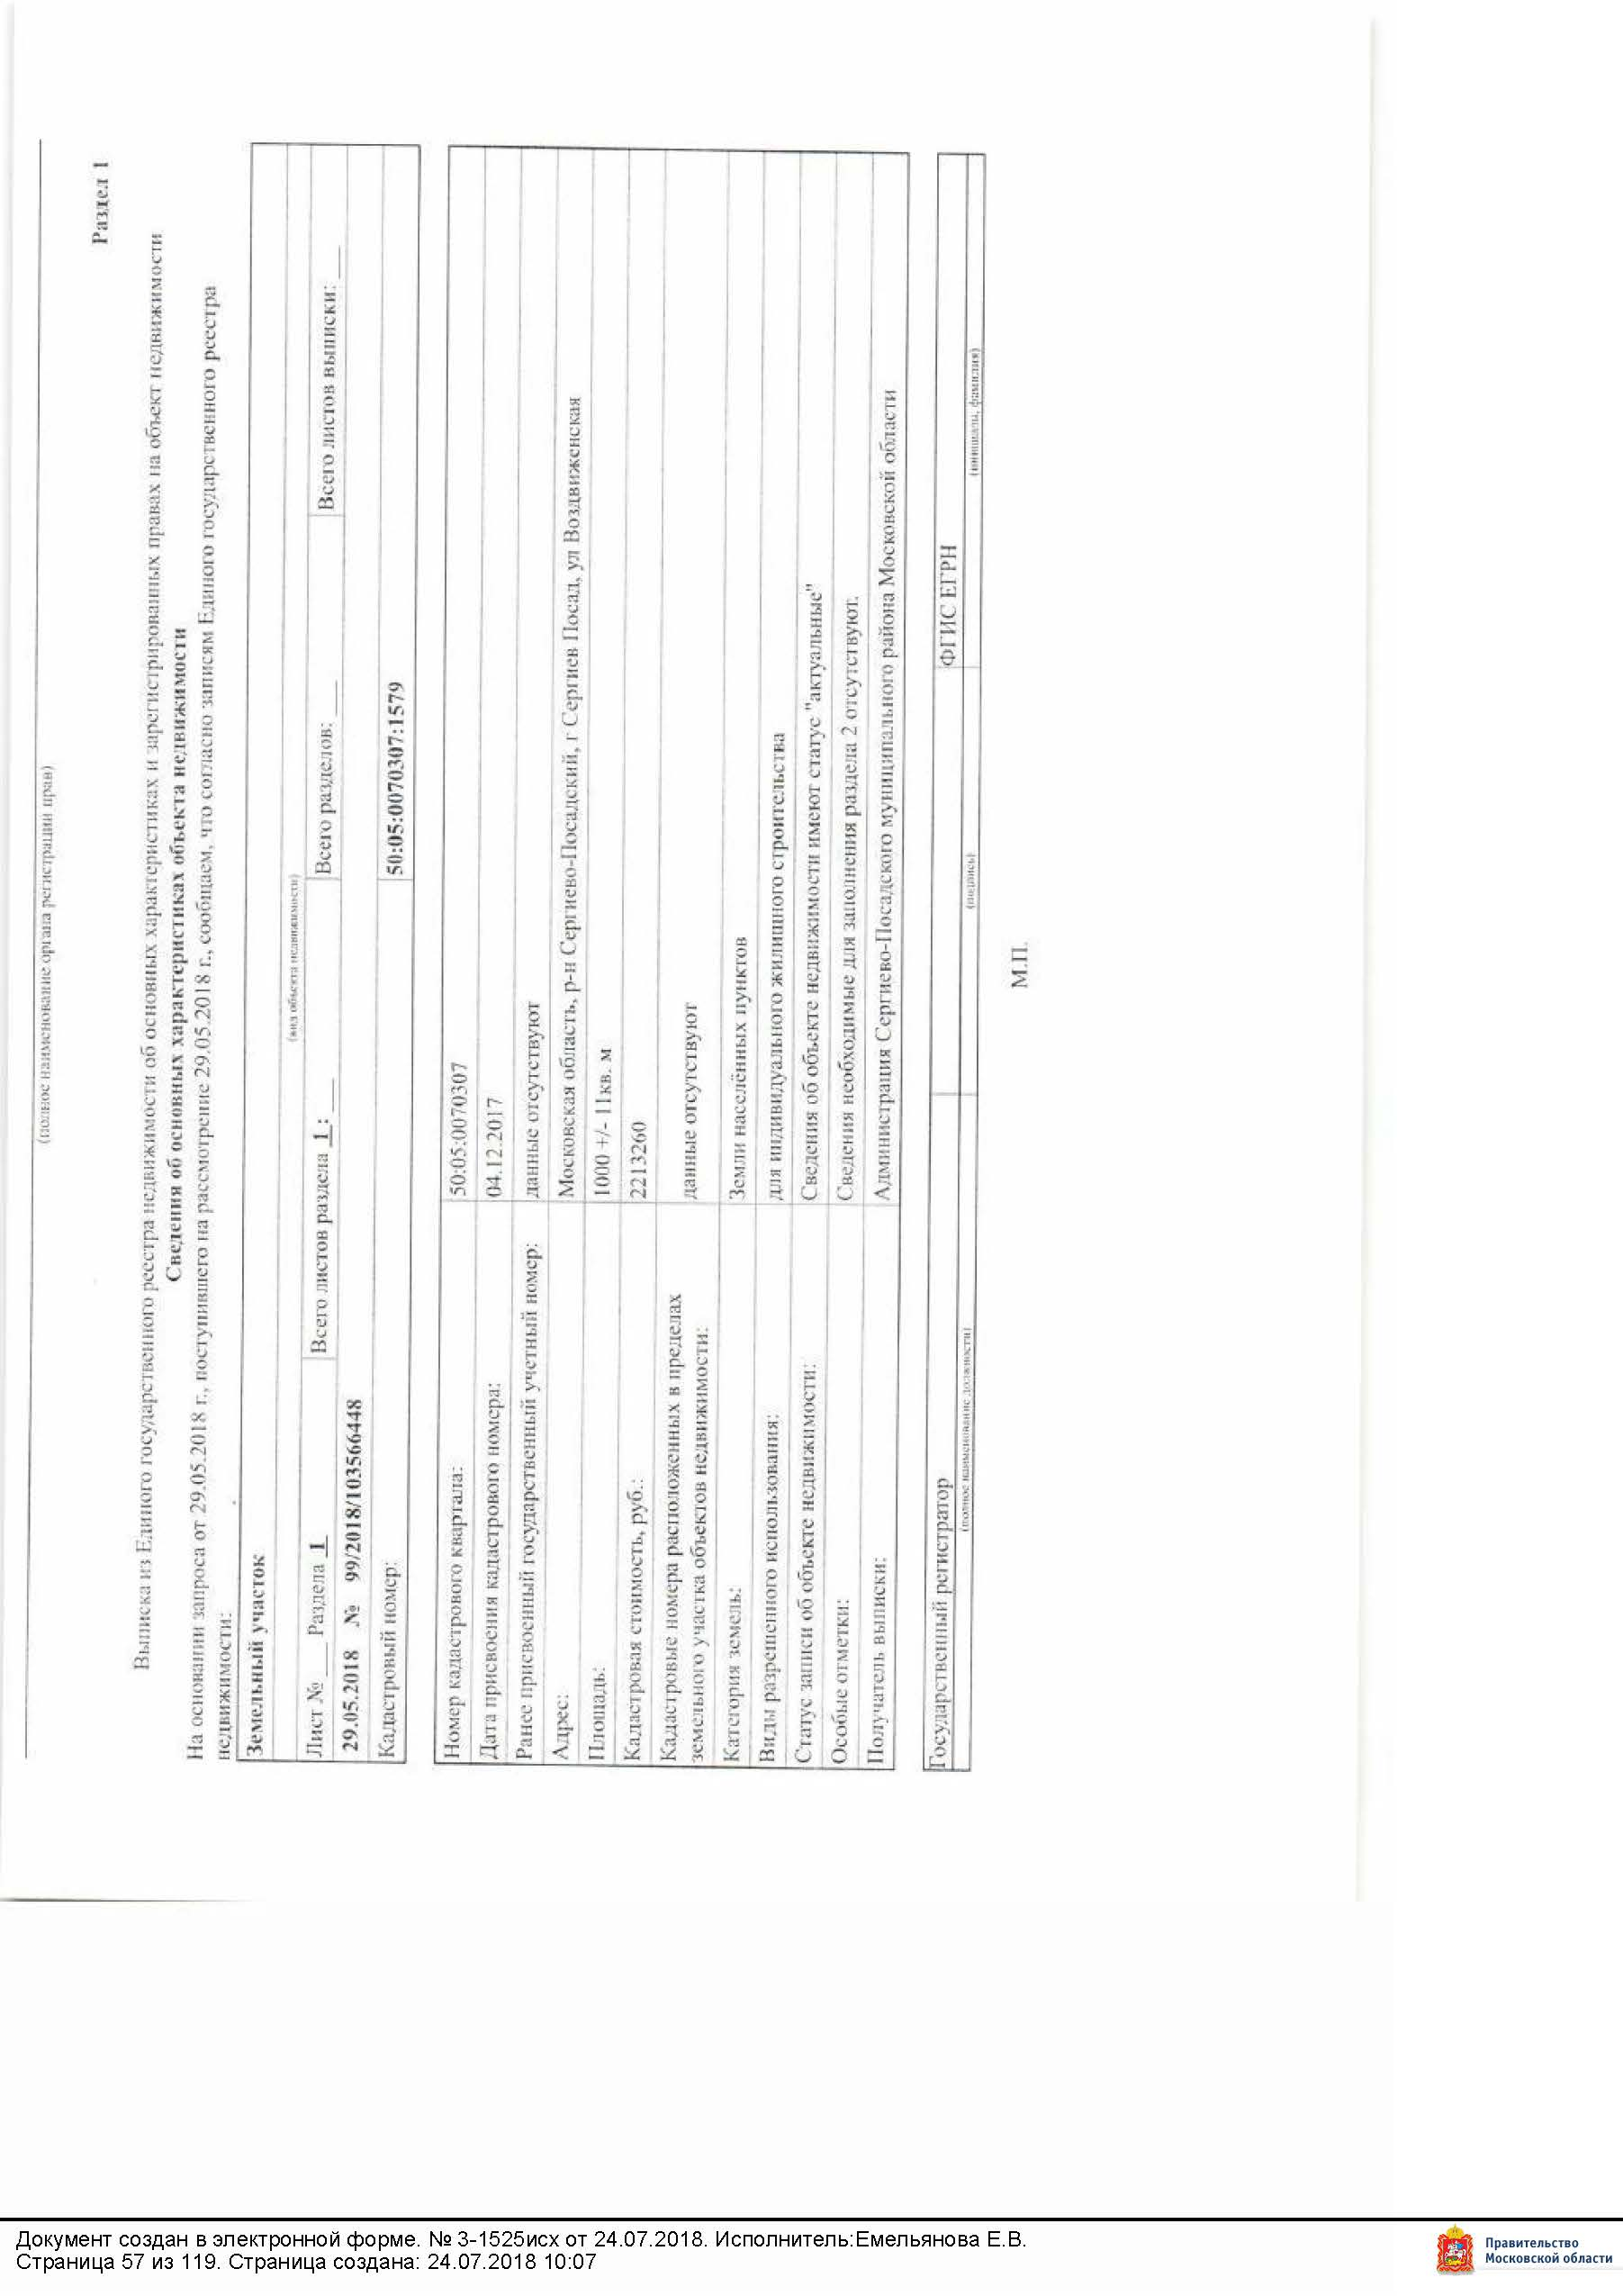 (полное наименование органа регистрации прав)
Раздел 1
Выписка из Единого государственного реестра недвижимости об основных характеристиках и зарегистрированных правах на объект недвижимости
Сведения об основных характеристиках объекта недвижимости
На основании запроса от 29.05.2018 г., поступившего на рассмотрение 29.05.2018 г., сообщаем, что согласно записям Единого государственного реестра
недвижимости:
Земельный участок
(вид объекта недвижимости)
Лист № ___ Раздела 1 Всего листов раздела 1 : ___ Всего разделов: ___ Всего листов выписки: ___
29.05.2018 № 99/2018/103566448
Кадастровый номер: 50:05:0070307:1579
Номер кадастрового квартала: 50:05:0070307
Дата присвоения кадастрового номера: 04.12.2017
Ранее присвоенный государственный учетный номер: данные отсутствуют
Адрес: Московская область, р-н Сергиево-Посадский, г Сергиев Посад, ул Воздвиженская
Площадь: 1000 +/- 11кв. м
Кадастровая стоимость, руб.: 2213260
Кадастровые номера расположенных в пределах
земельного участка объектов недвижимости: данные отсутствуют
Категория земель: Земли населённых пунктов
Виды разрешенного использования: для индивидуального жилищного строительства
Статус записи об объекте недвижимости: Сведения об объекте недвижимости имеют статус "актуальные"
Особые отметки: Сведения необходимые для заполнения раздела 2 отсутствуют.
Получатель выписки: Администрация Сергиево-Посадского муниципального района Московской области
Государственный регистратор ФГИС ЕГРН
(полное наименование должности) (подпись) (инициалы, фамилия)
М.П.
Документ создан в электронной форме. № 3-1525исх от 24.07.2018. Исполнитель:Емельянова Е.В.
Страница 57 из 119. Страница создана: 24.07.2018 10:07
Правительство
Московской области